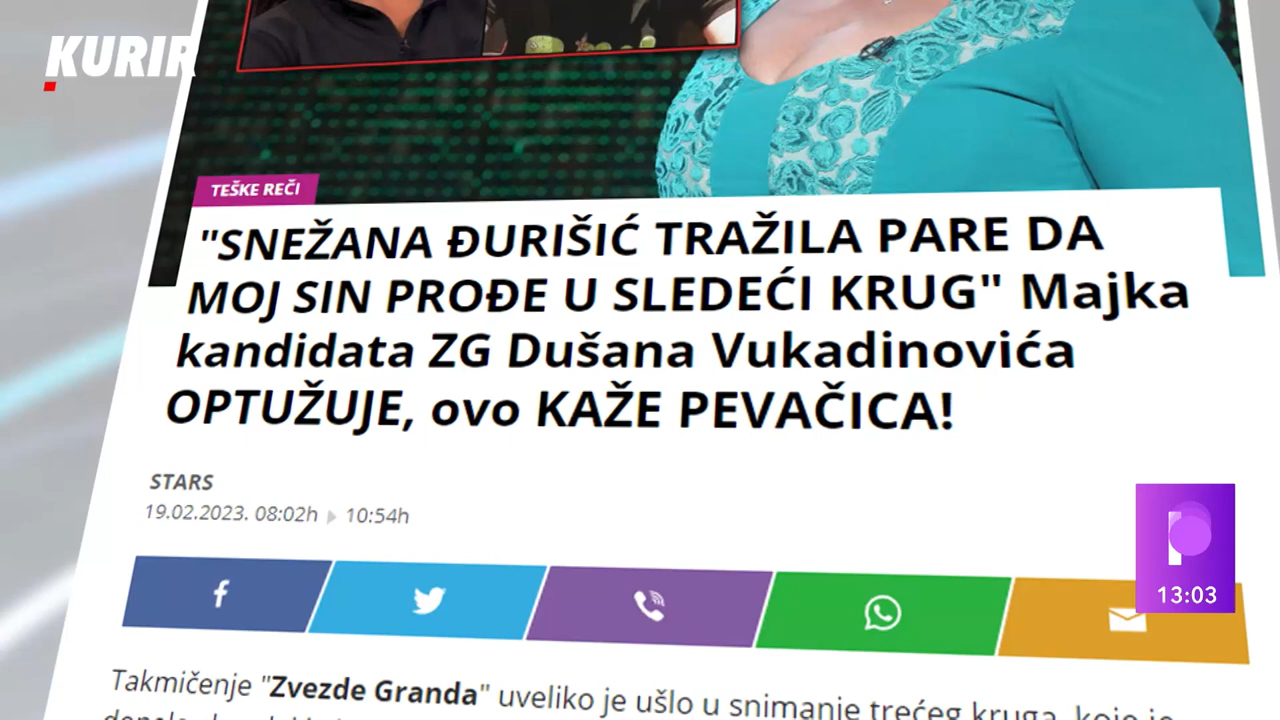 KURIR
TEŠKE REČI
"SNEŽANA ĐURIŠIĆ TRAŽILA PARE DA
MOJ SIN PROĐE U SLEDEĆI KRUG" Majka
kandidata ZG Dušana Vukadinovića
OPTUŽUJE, ovo KAŽE PEVAČICA!
STARS
19.02.2023. 08:02h 10:54h
13:03
Takmičenje "Zvezde Granda" uveliko je ušlo u snimanje trećeg kruga, koje je